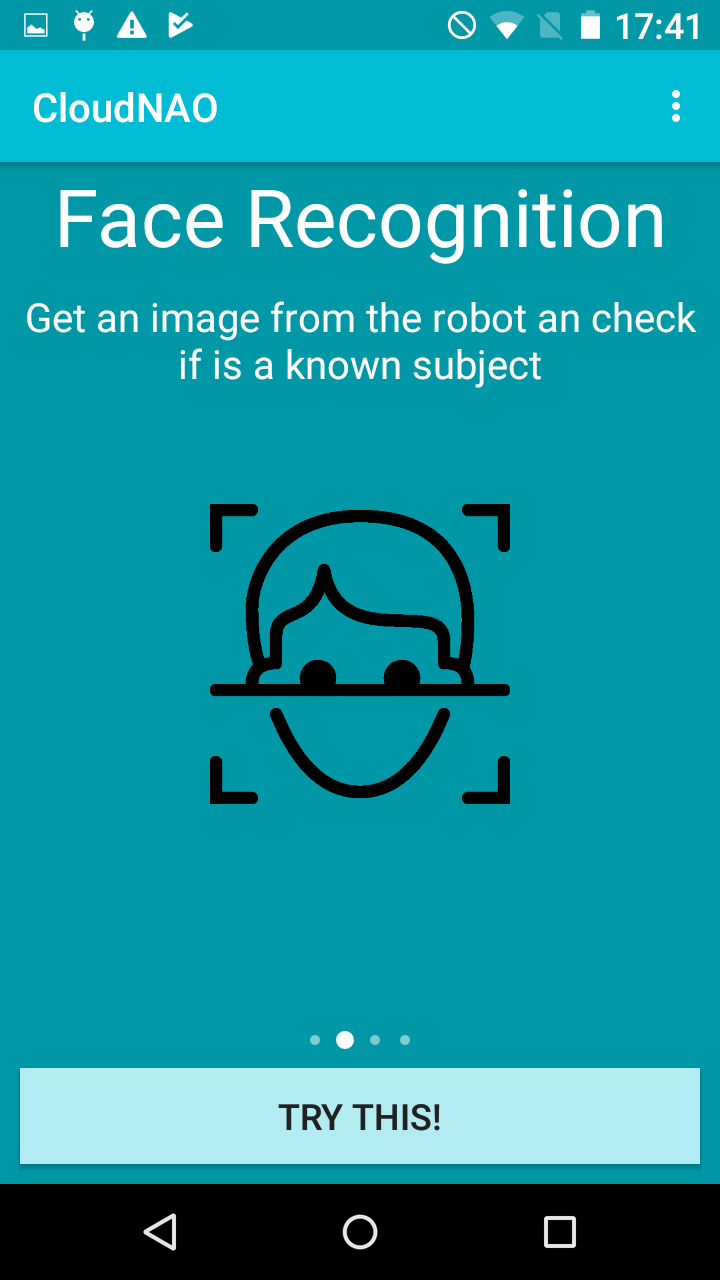 17:41
CloudNAO
Face Recognition
Get an image from the robot an check
if is a known subject
TRY THIS!